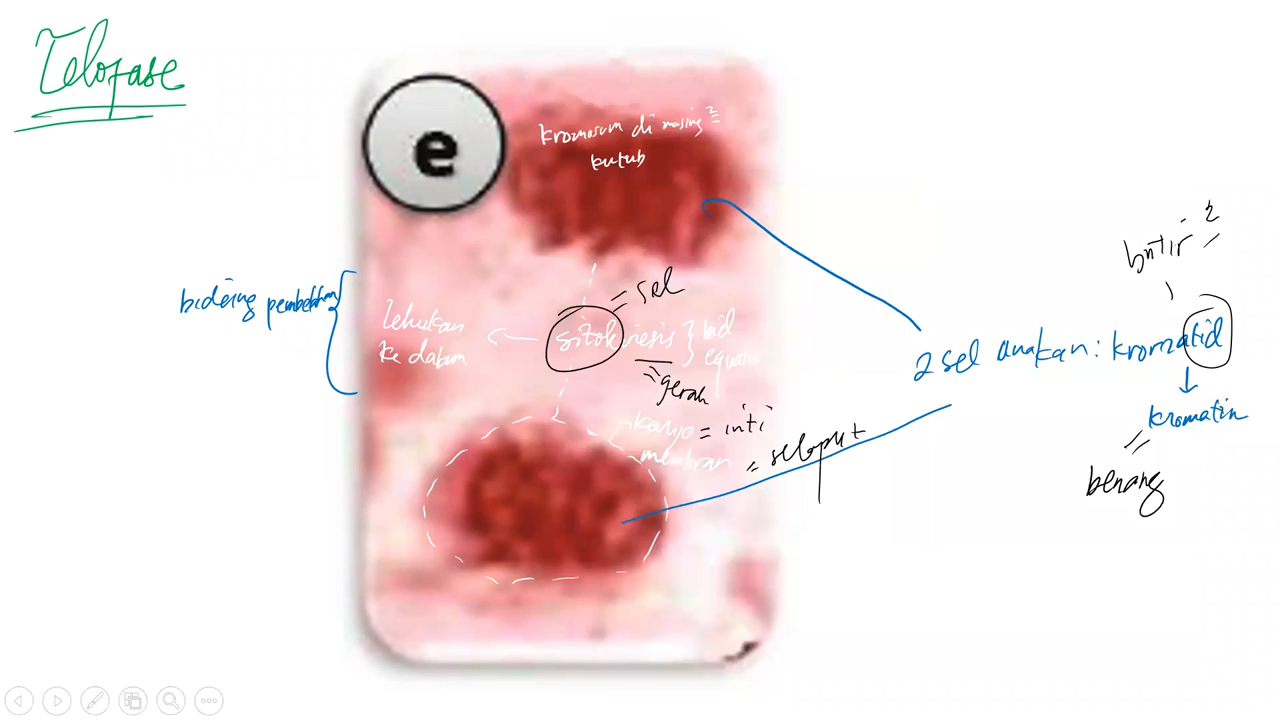 Telofase
e
kromosom di masing²
kutub
butir²
bidang pembelahan
= sel
lekukan
ke dalam
sitokinesis
bid
equator
= gerak
2 sel anakan : kromatid
karyo = inti
membran = selaput
kromatin
= benang